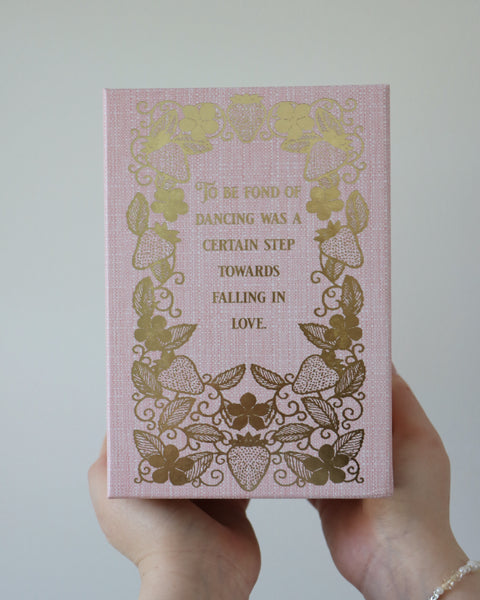 TO BE FOND OF
DANCING WAS A
CERTAIN STEP
TOWARDS
FALLING IN
LOVE.